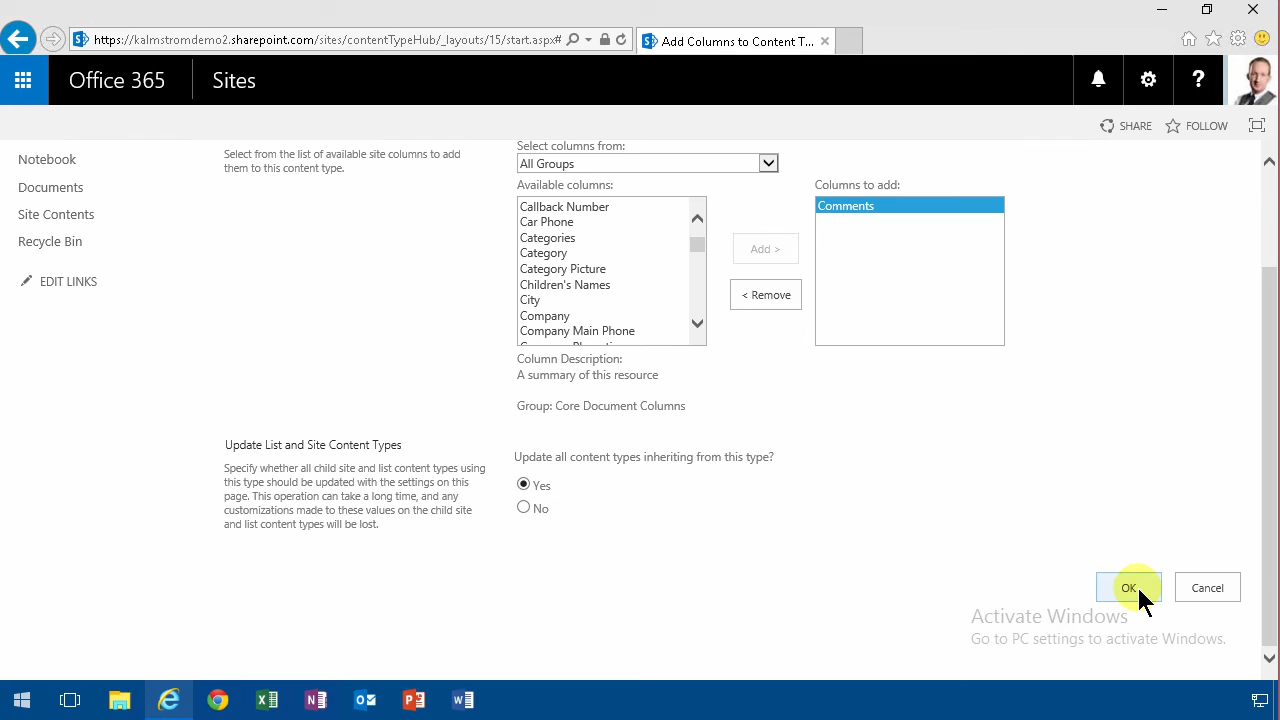 https://kalmstromdemo2.sharepoint.com/sites/contentTypeHub/_layouts/15/start.aspx#
Add Columns to Content T...
Office 365
Sites
?
SHARE
FOLLOW
Notebook
Documents
Site Contents
Recycle Bin
EDIT LINKS
Select from the list of available site columns to add
them to this content type.
Select columns from:
All Groups
Available columns:
Callback Number
Car Phone
Categories
Category
Category Picture
Children's Names
City
Company
Company Main Phone
Add >
< Remove
Columns to add:
Comments
Column Description:
A summary of this resource
Group: Core Document Columns
Update List and Site Content Types
Specify whether all child site and list content types using
this type should be updated with the settings on this
page. This operation can take a long time, and any
customizations made to these values on the child site
and list content types will be lost.
Update all content types inheriting from this type?
Yes
No
OK
Cancel
Activate Windows
Go to PC settings to activate Windows.